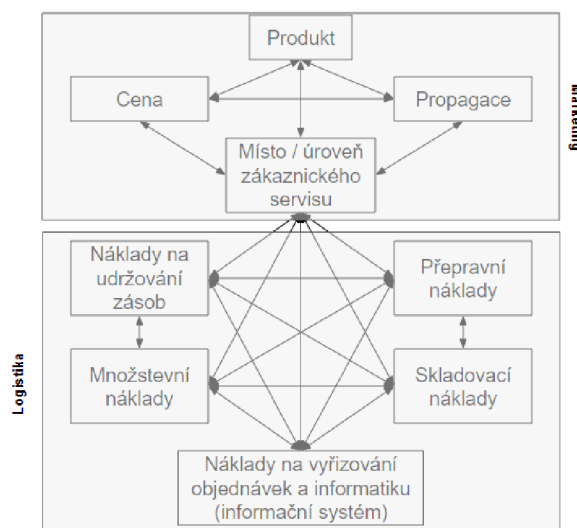 Produkt
Cena
Propagace
Místo / úroveň
zákaznického
servisu
Marketing
Náklady na
udržování
zásob
Přepravní
náklady
Množstevní
náklady
Skladovací
náklady
Logistika
Náklady na vyřizování
objednávek a informatiku
(informační systém)